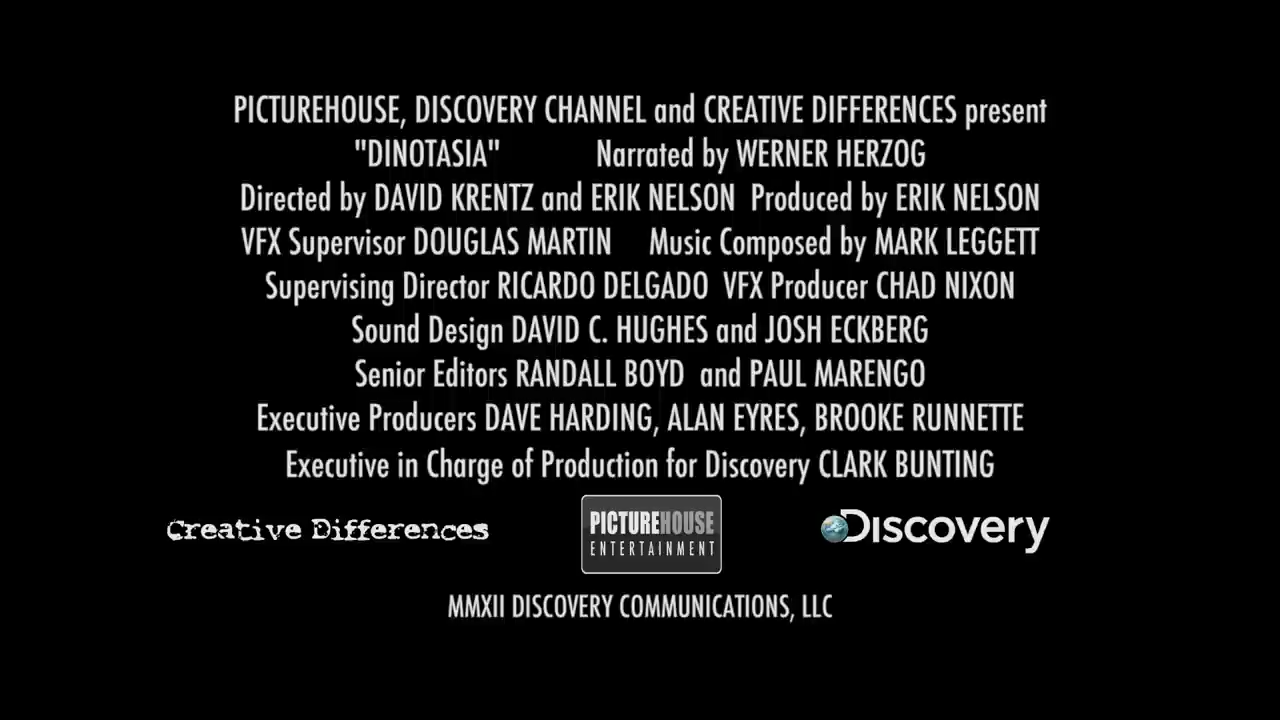 PICTUREHOUSE, DISCOVERY CHANNEL and CREATIVE DIFFERENCES present
"DINOTASIA" Narrated by WERNER HERZOG
Directed by DAVID KRENTZ and ERIK NELSON Produced by ERIK NELSON
VFX Supervisor DOUGLAS MARTIN Music Composed by MARK LEGGETT
Supervising Director RICARDO DELGADO VFX Producer CHAD NIXON
Sound Design DAVID C. HUGHES and JOSH ECKBERG
Senior Editors RANDALL BOYD and PAUL MARENGO
Executive Producers DAVE HARDING, ALAN EYRES, BROOKE RUNNETTE
Executive in Charge of Production for Discovery CLARK BUNTING
Creative Differences
PICTUREHOUSE
ENTERTAINMENT
Discovery
MMXII DISCOVERY COMMUNICATIONS, LLC